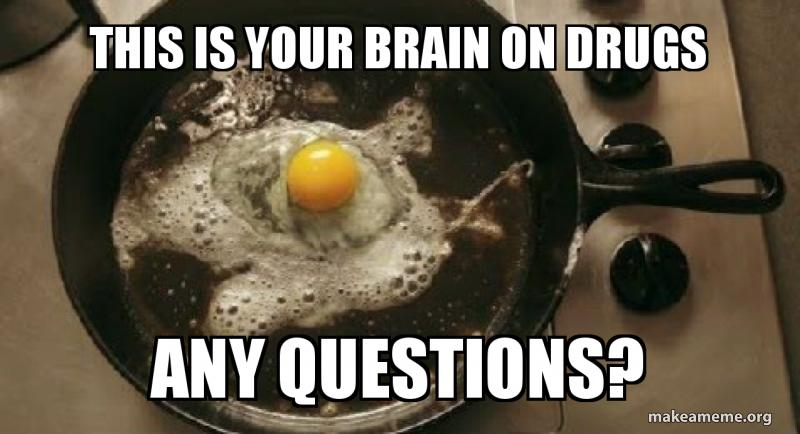 THIS IS YOUR BRAIN ON DRUGS
ANY QUESTIONS?
makeameme.org